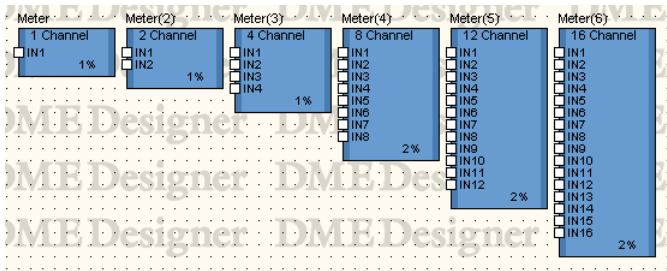 Meter
1 Channel
IN1
1%
Meter(2)
2 Channel
IN1
IN2
1%
Meter(3)
4 Channel
IN1
IN2
IN3
IN4
1%
Meter(4)
8 Channel
IN1
IN2
IN3
IN4
IN5
IN6
IN7
IN8
2%
Meter(5)
12 Channel
IN1
IN2
IN3
IN4
IN5
IN6
IN7
IN8
IN9
IN10
IN11
IN12
2%
Meter(6)
16 Channel
IN1
IN2
IN3
IN4
IN5
IN6
IN7
IN8
IN9
IN10
IN11
IN12
IN13
IN14
IN15
IN16
2%
DME Designer DME Designer
DME Designer DME Designer
DME Designer DME Designer